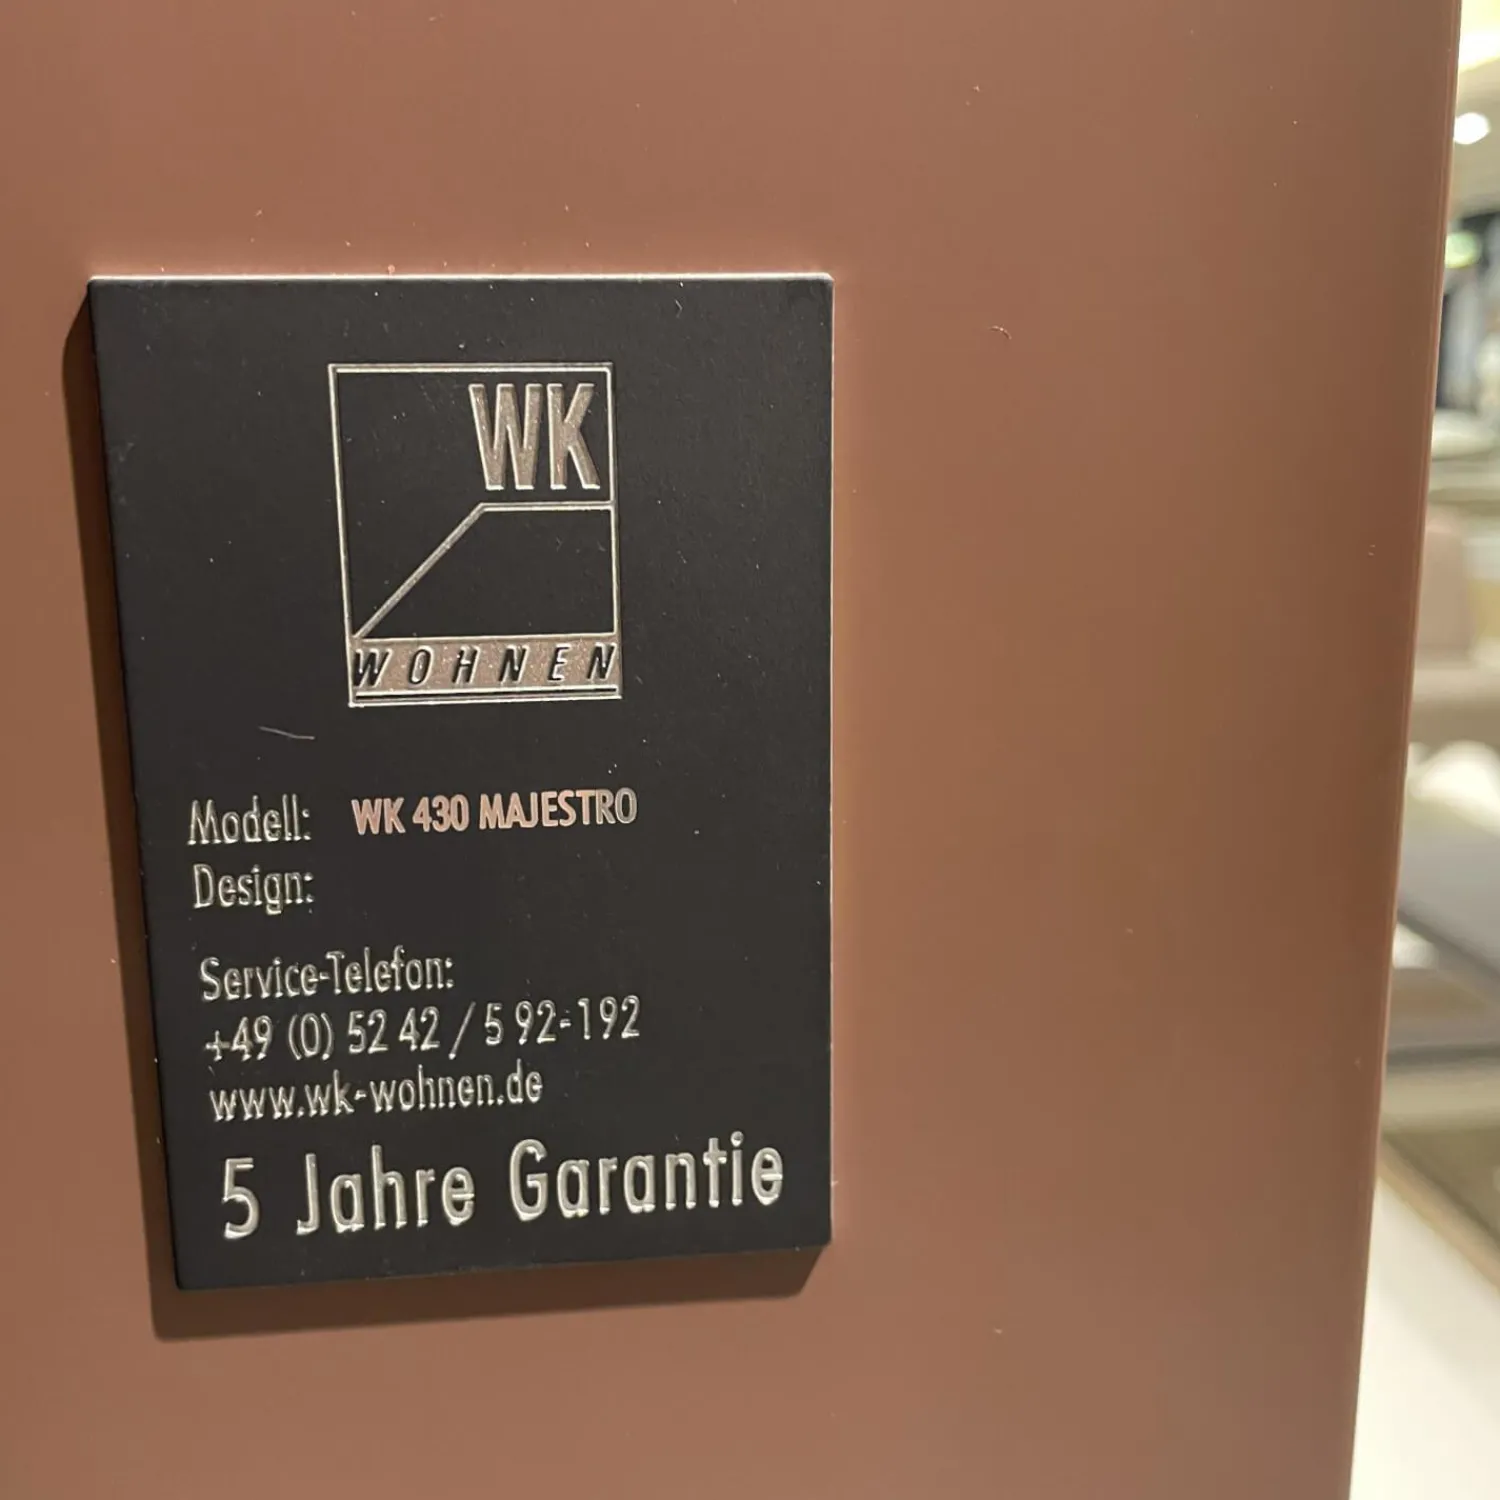 WK
WOHNEN
Modell: WK 430 MAJESTRO
Design:
Service-Telefon:
+49 (0) 52 42 / 5 92-192
www.wk-wohnen.de
5 Jahre Garantie